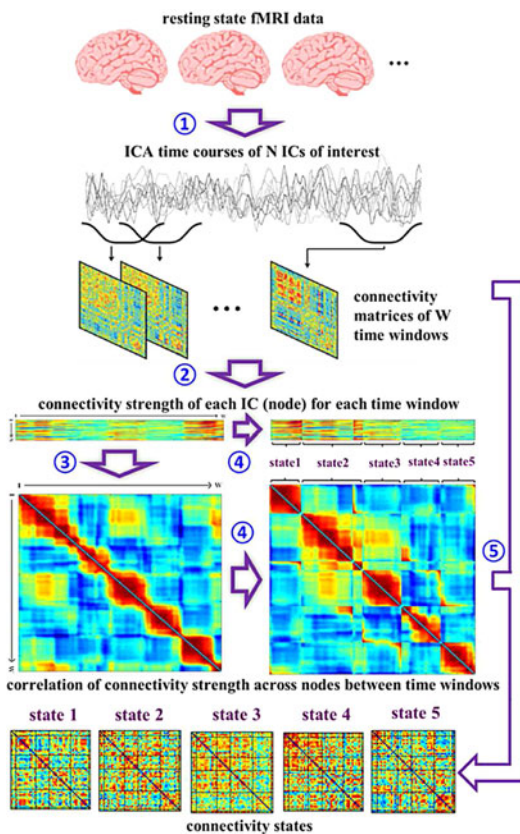 resting state fMRI data
...
①
ICA time courses of N ICs of interest
...
connectivity
matrices of W
time windows
②
connectivity strength of each IC (node) for each time window
③
④
state1 state2 state3 state4 state5
W
④
⑤
W
correlation of connectivity strength across nodes between time windows
state 1 state 2 state 3 state 4 state 5
connectivity states